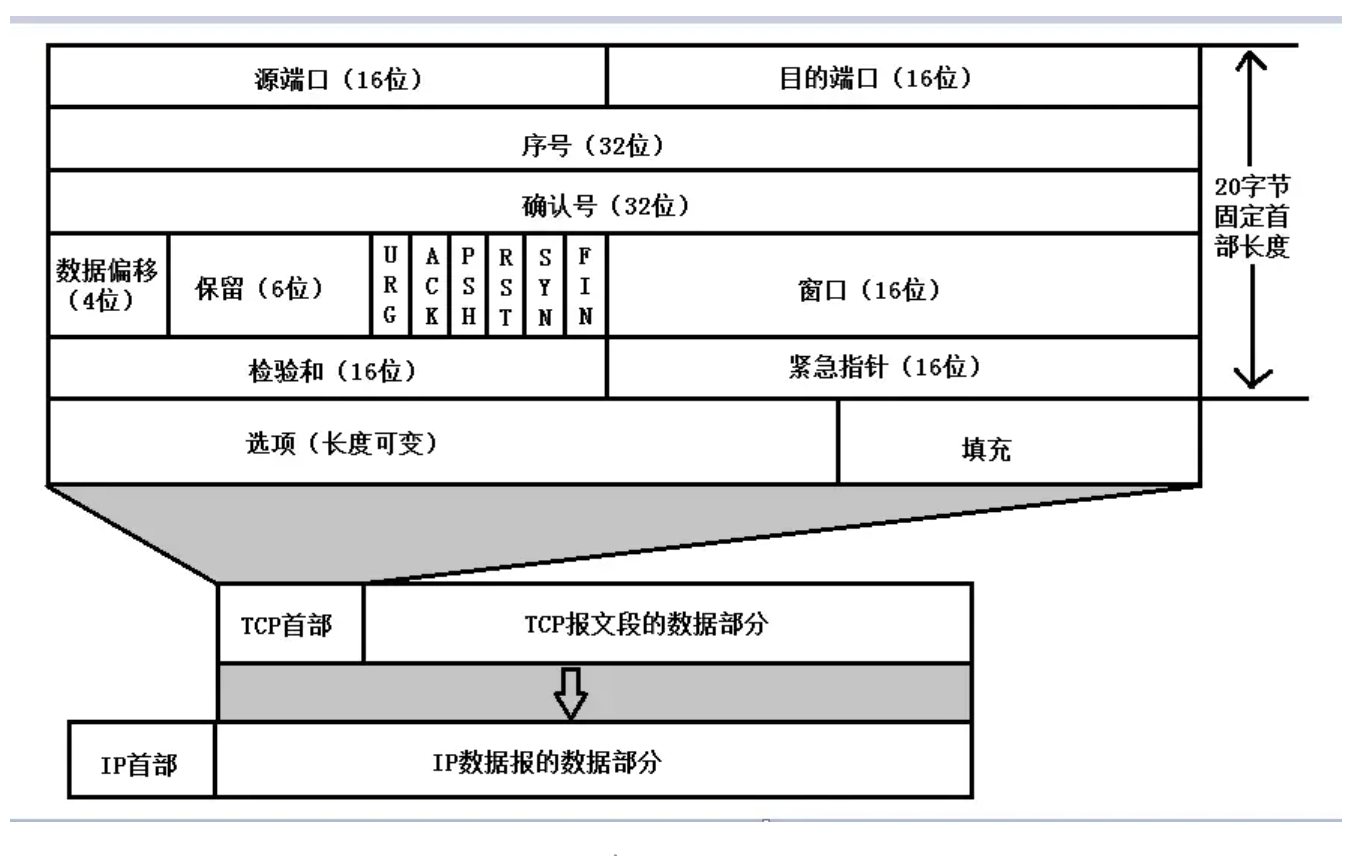 源端口（16位）
目的端口（16位）
序号（32位）
确认号（32位）
20字节
固定首
部长度
数据偏移
（4位）
保留（6位）
URG
ACK
PSH
RST
SYN
FIN
窗口（16位）
检验和（16位）
紧急指针（16位）
选项（长度可变）
填充
TCP首部
TCP报文段的数据部分
IP首部
IP数据报的数据部分